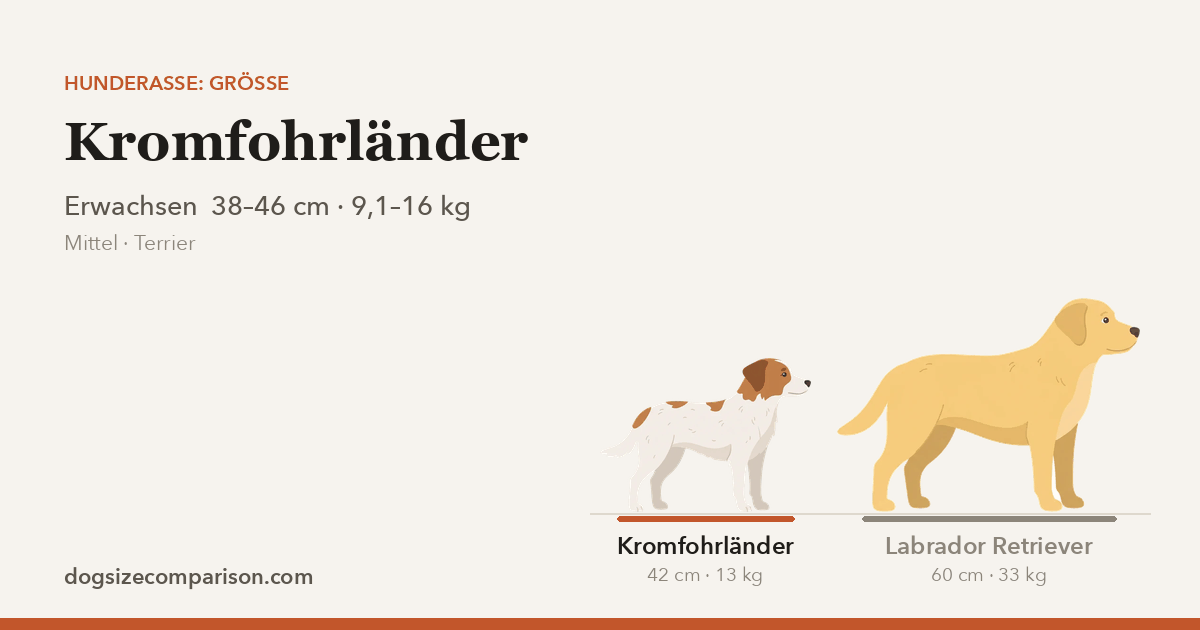 HUNDERASSE: GRÖSSE
Kromfohrländer
Erwachsen 38–46 cm · 9,1–16 kg
Mittel · Terrier
Kromfohrländer
42 cm · 13 kg
Labrador Retriever
60 cm · 33 kg
dogsizecomparison.com